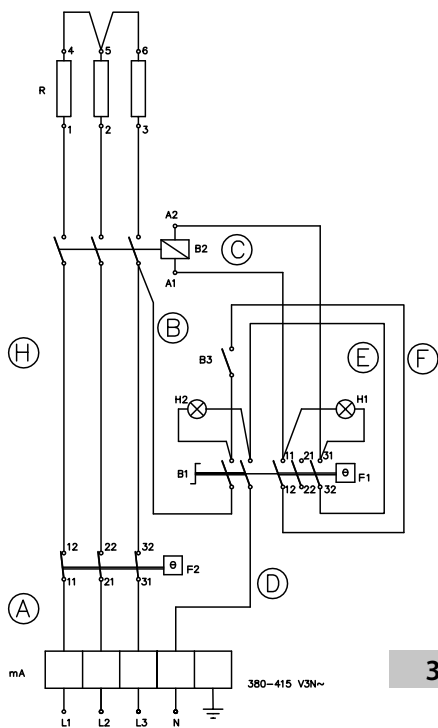 4 5 6
R
1 2 3
A2
B2 C
A1
B
H E F
B3
H2 H1
11 21 31
B1 F1
12 22 32
12 22 32
F2
11 21 31
D
A
mA
380-415 V3N~
3
L1 L2 L3 N